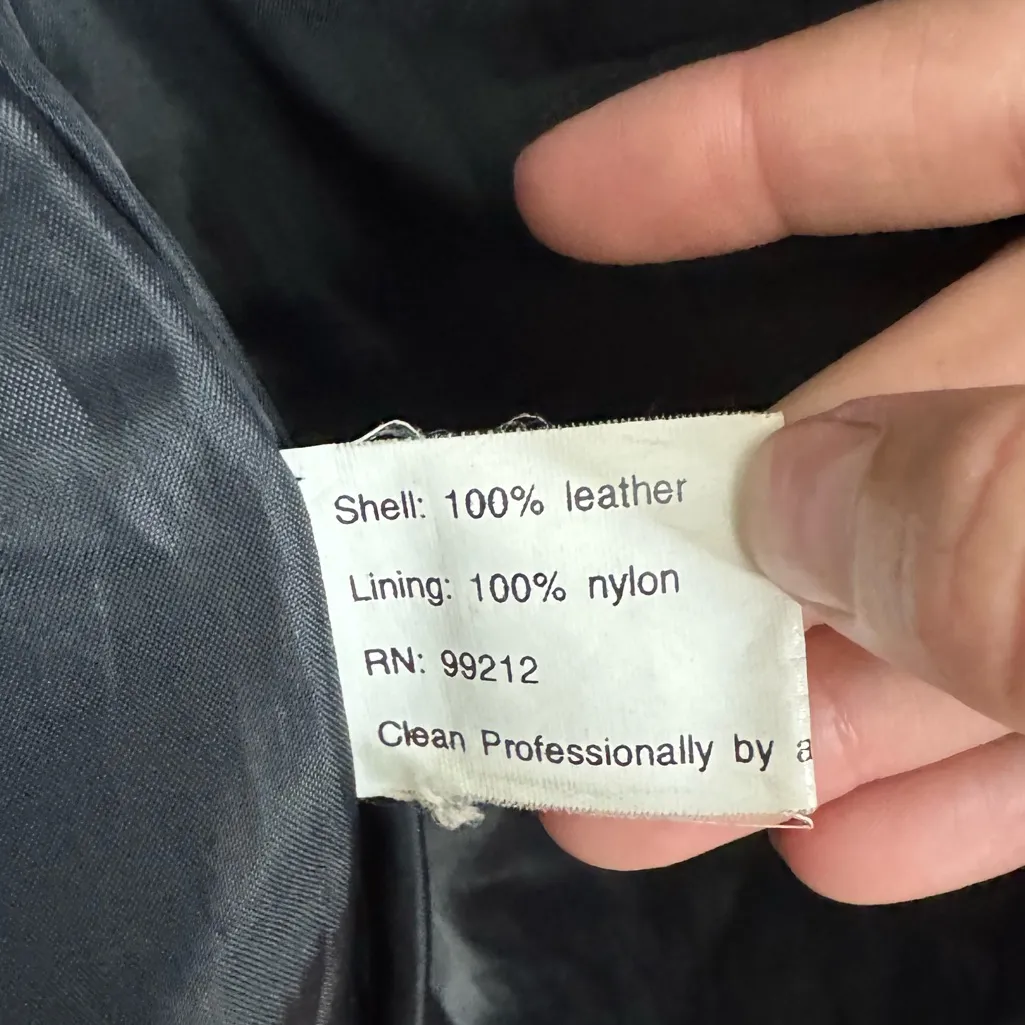 Shell: 100% leather
Lining: 100% nylon
RN: 99212
Clean Professionally by a